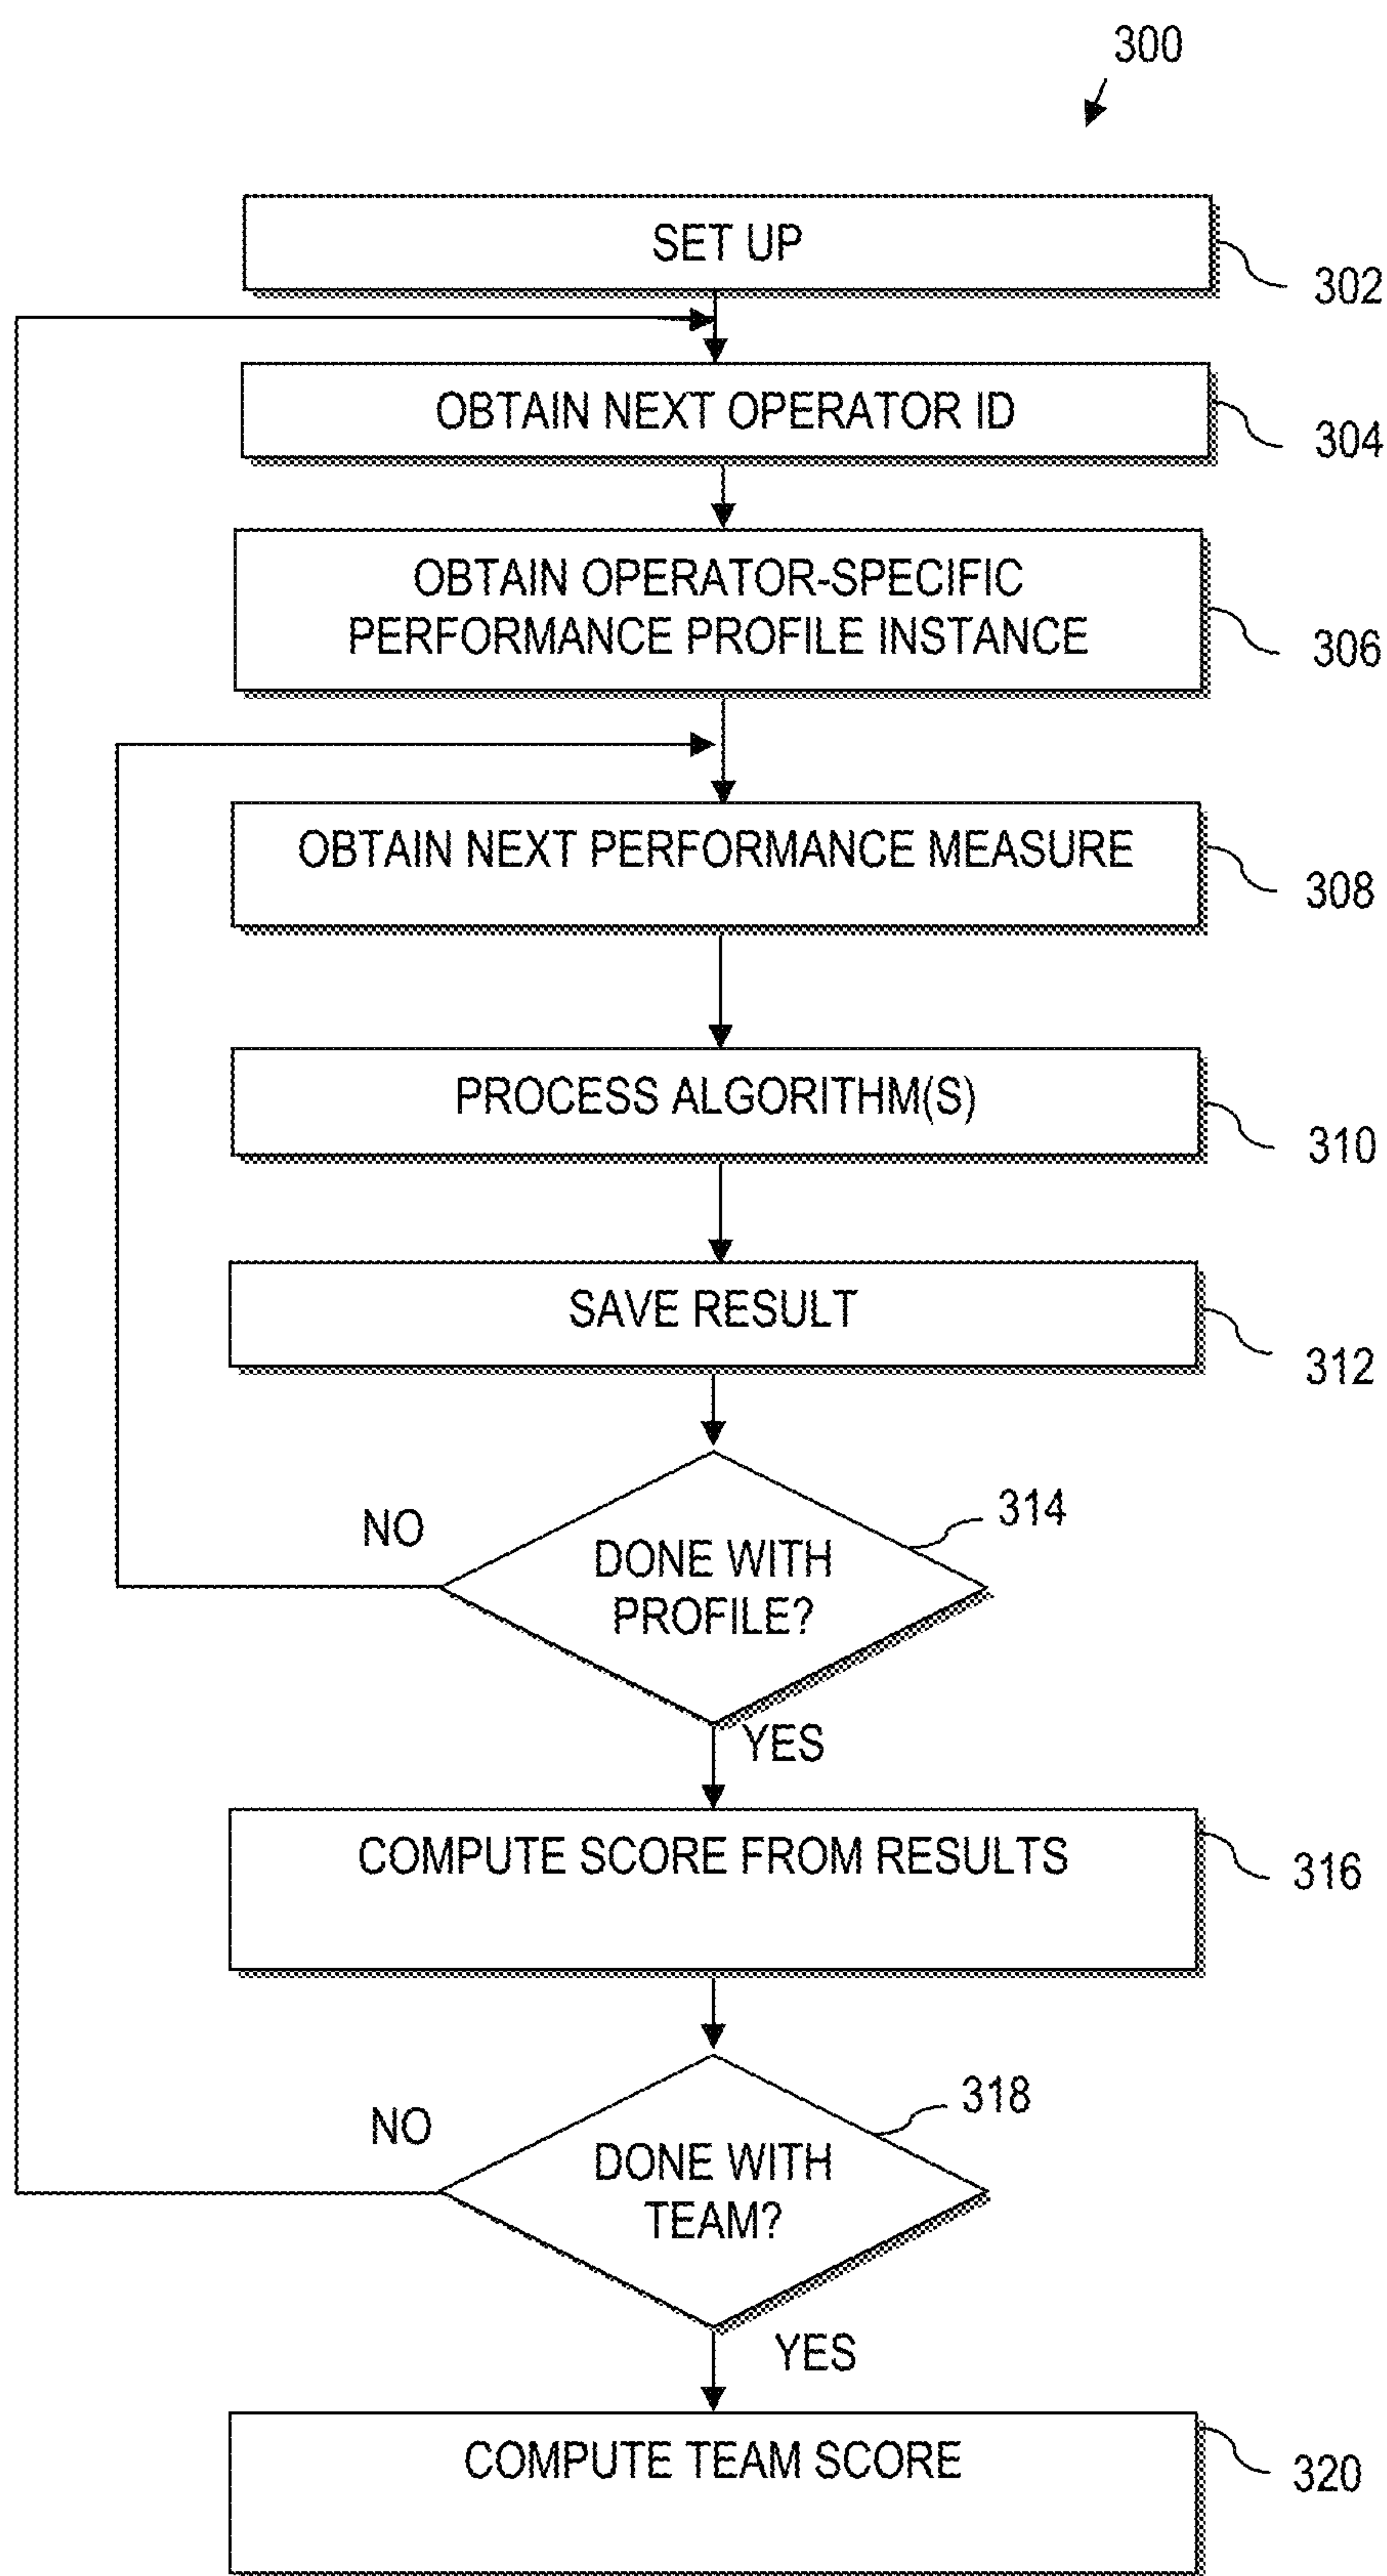 300
SET UP
302
OBTAIN NEXT OPERATOR ID
304
OBTAIN OPERATOR-SPECIFIC
PERFORMANCE PROFILE INSTANCE
306
OBTAIN NEXT PERFORMANCE MEASURE
308
PROCESS ALGORITHM(S)
310
SAVE RESULT
312
314
NO
DONE WITH
PROFILE?
YES
COMPUTE SCORE FROM RESULTS
316
318
NO
DONE WITH
TEAM?
YES
COMPUTE TEAM SCORE
320